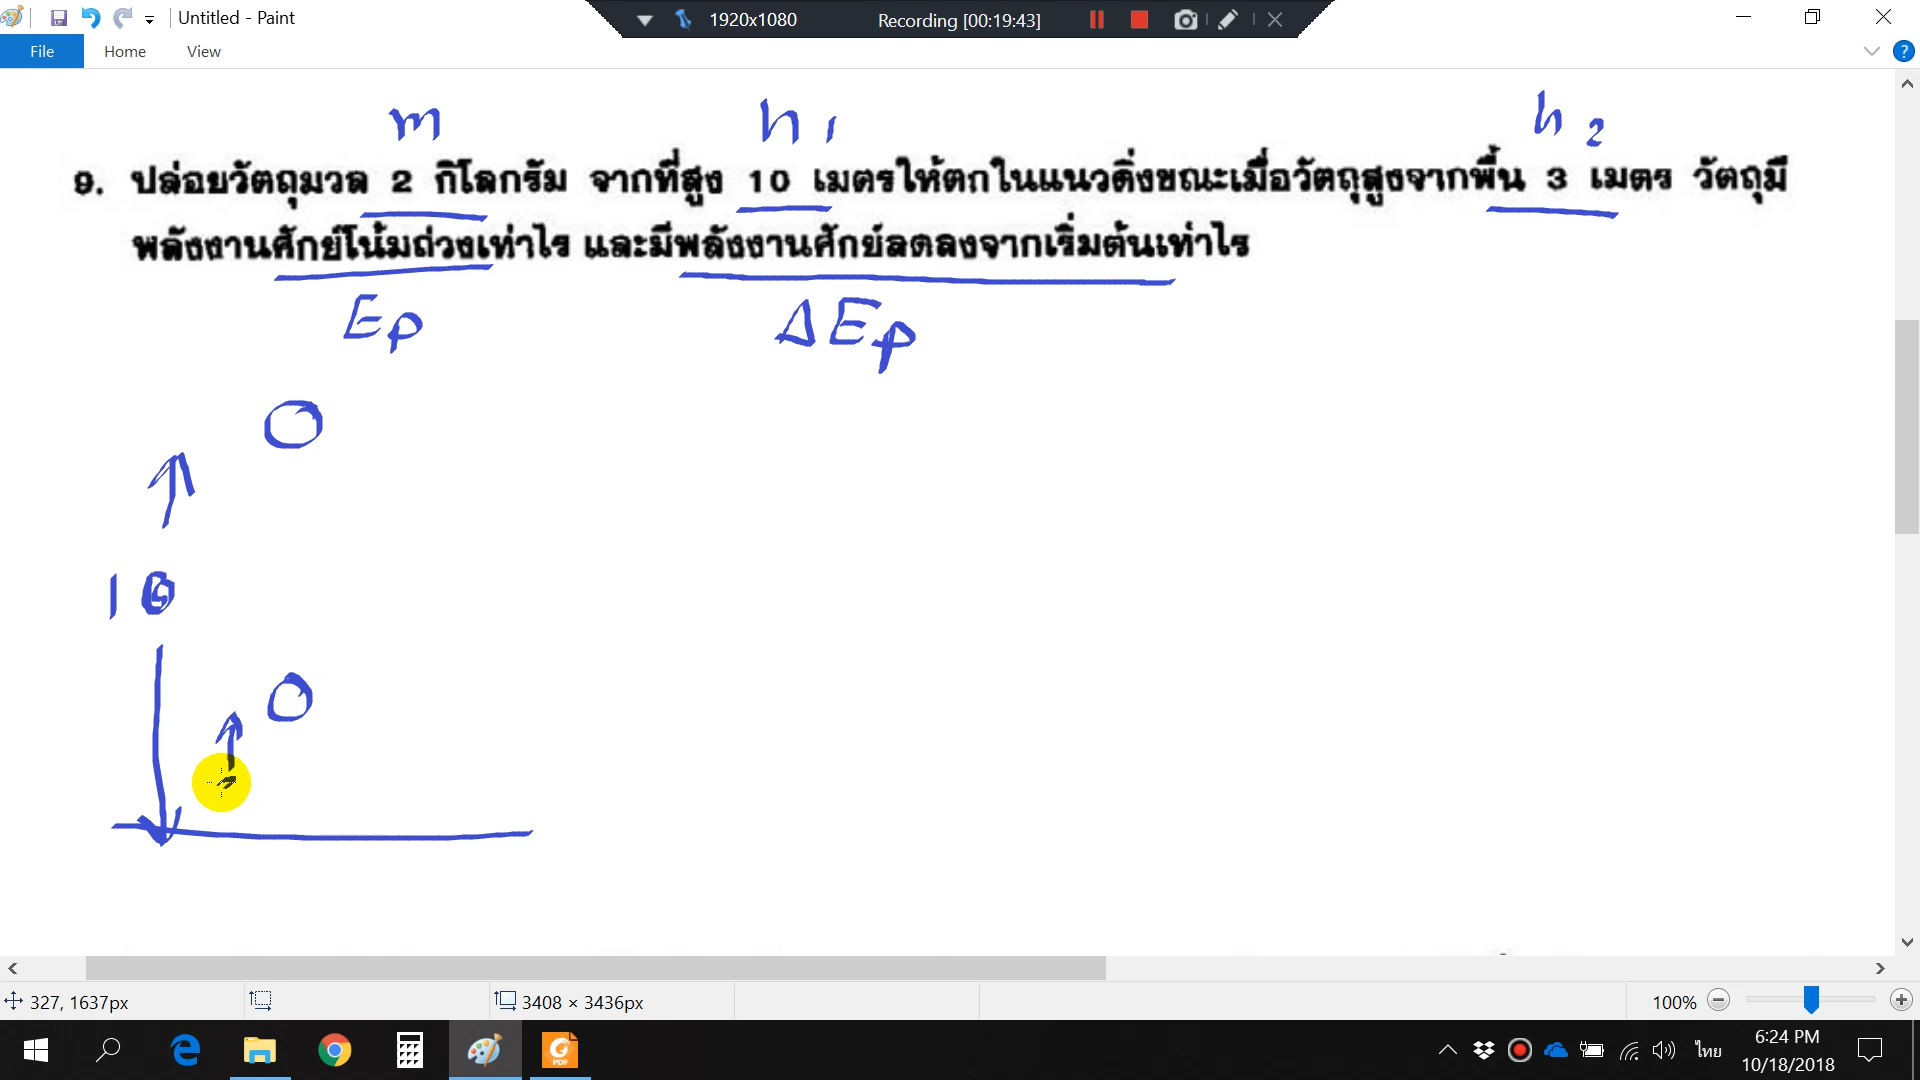 Untitled - Paint
1920x1080
Recording [00:19:43]
File
Home
View
m
h 1
h 2
9. ปล่อยวัตถุมวล 2 กิโลกรัม จากที่สูง 10 เมตรให้ตกในแนวดิ่งขณะเมื่อวัตถุสูงจากพื้น 3 เมตร วัตถุมี
พลังงานศักย์โน้มถ่วงเท่าไร และมีพลังงานศักย์ลดลงจากเริ่มต้นเท่าไร
Ep
ΔEp
10
327, 1637px
3408 × 3436px
100%
PDF
ไทย
6:24 PM
10/18/2018